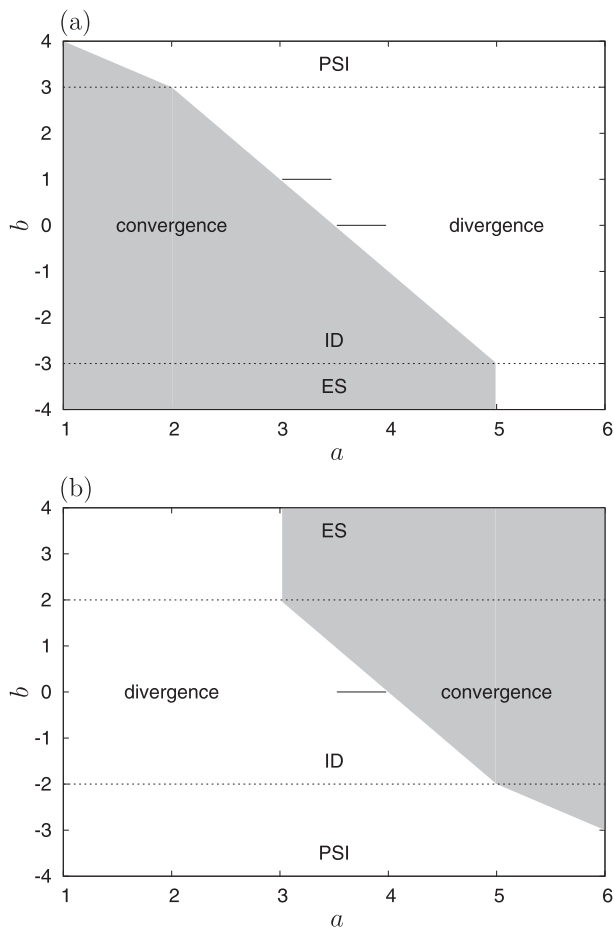 (a)
4
PSI
3
2
1
b
0
convergence
divergence
-1
-2
ID
-3
ES
-4
1 2 3 4 5 6
a
(b)
4
ES
3
2
1
b
0
divergence
convergence
-1
ID
-2
-3
PSI
-4
1 2 3 4 5 6
a